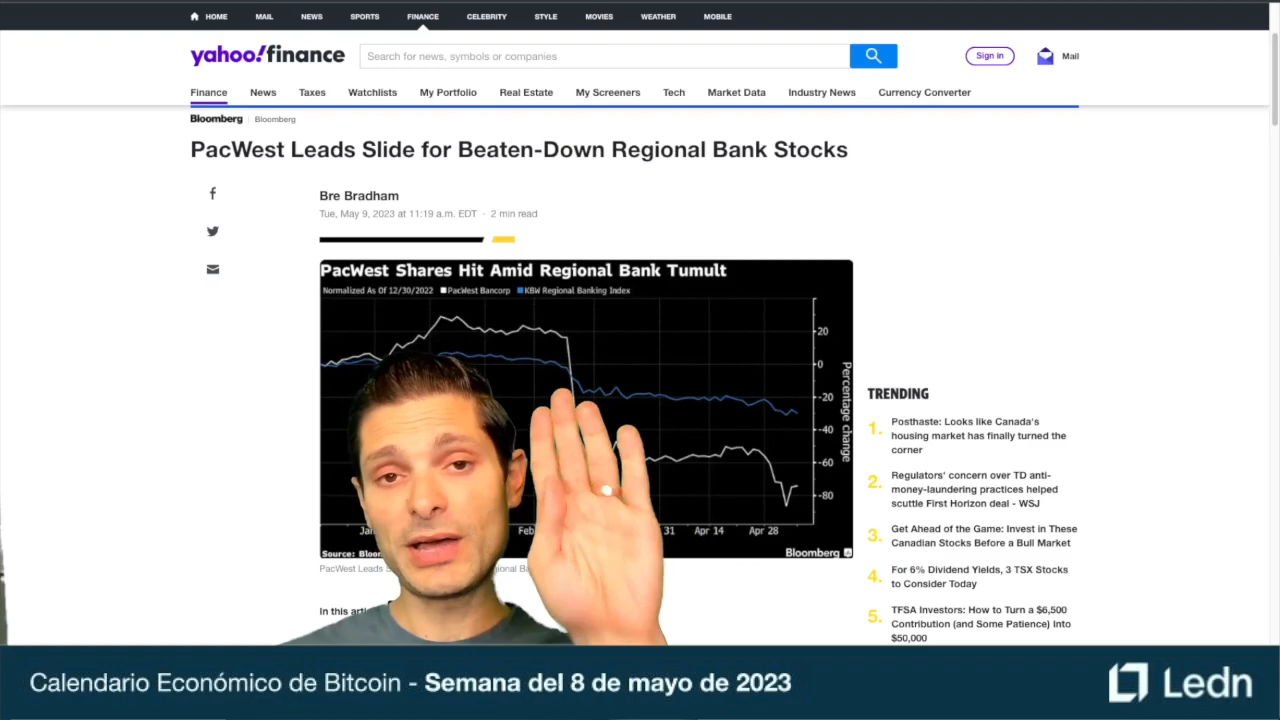 HOME MAIL NEWS SPORTS FINANCE CELEBRITY STYLE MOVIES WEATHER MOBILE
yahoo!finance
Search for news, symbols or companies
Sign in
Mail
Finance News Taxes Watchlists My Portfolio Real Estate My Screeners Tech Market Data Industry News Currency Converter
Bloomberg | Bloomberg
PacWest Leads Slide for Beaten-Down Regional Bank Stocks
Bre Bradham
Tue, May 9, 2023 at 11:19 a.m. EDT · 2 min read
PacWest Shares Hit Amid Regional Bank Tumult
Normalized As Of 12/30/2022 PacWest Bancorp KBW Regional Banking Index
20
0
-20
-40
-60
-80
Percentage change
Feb 31 Apr 14 Apr 28
Source:
Bloomberg
PacWest Leads
In this
TRENDING
1. Posthaste: Looks like Canada's
housing market has finally turned the
corner
2. Regulators' concern over TD anti-
money-laundering practices helped
scuttle First Horizon deal - WSJ
3. Get Ahead of the Game: Invest in These
Canadian Stocks Before a Bull Market
4. For 6% Dividend Yields, 3 TSX Stocks
to Consider Today
5. TFSA Investors: How to Turn a $6,500
Contribution (and Some Patience) Into
$50,000
Calendario Económico de Bitcoin - Semana del 8 de mayo de 2023
Ledn